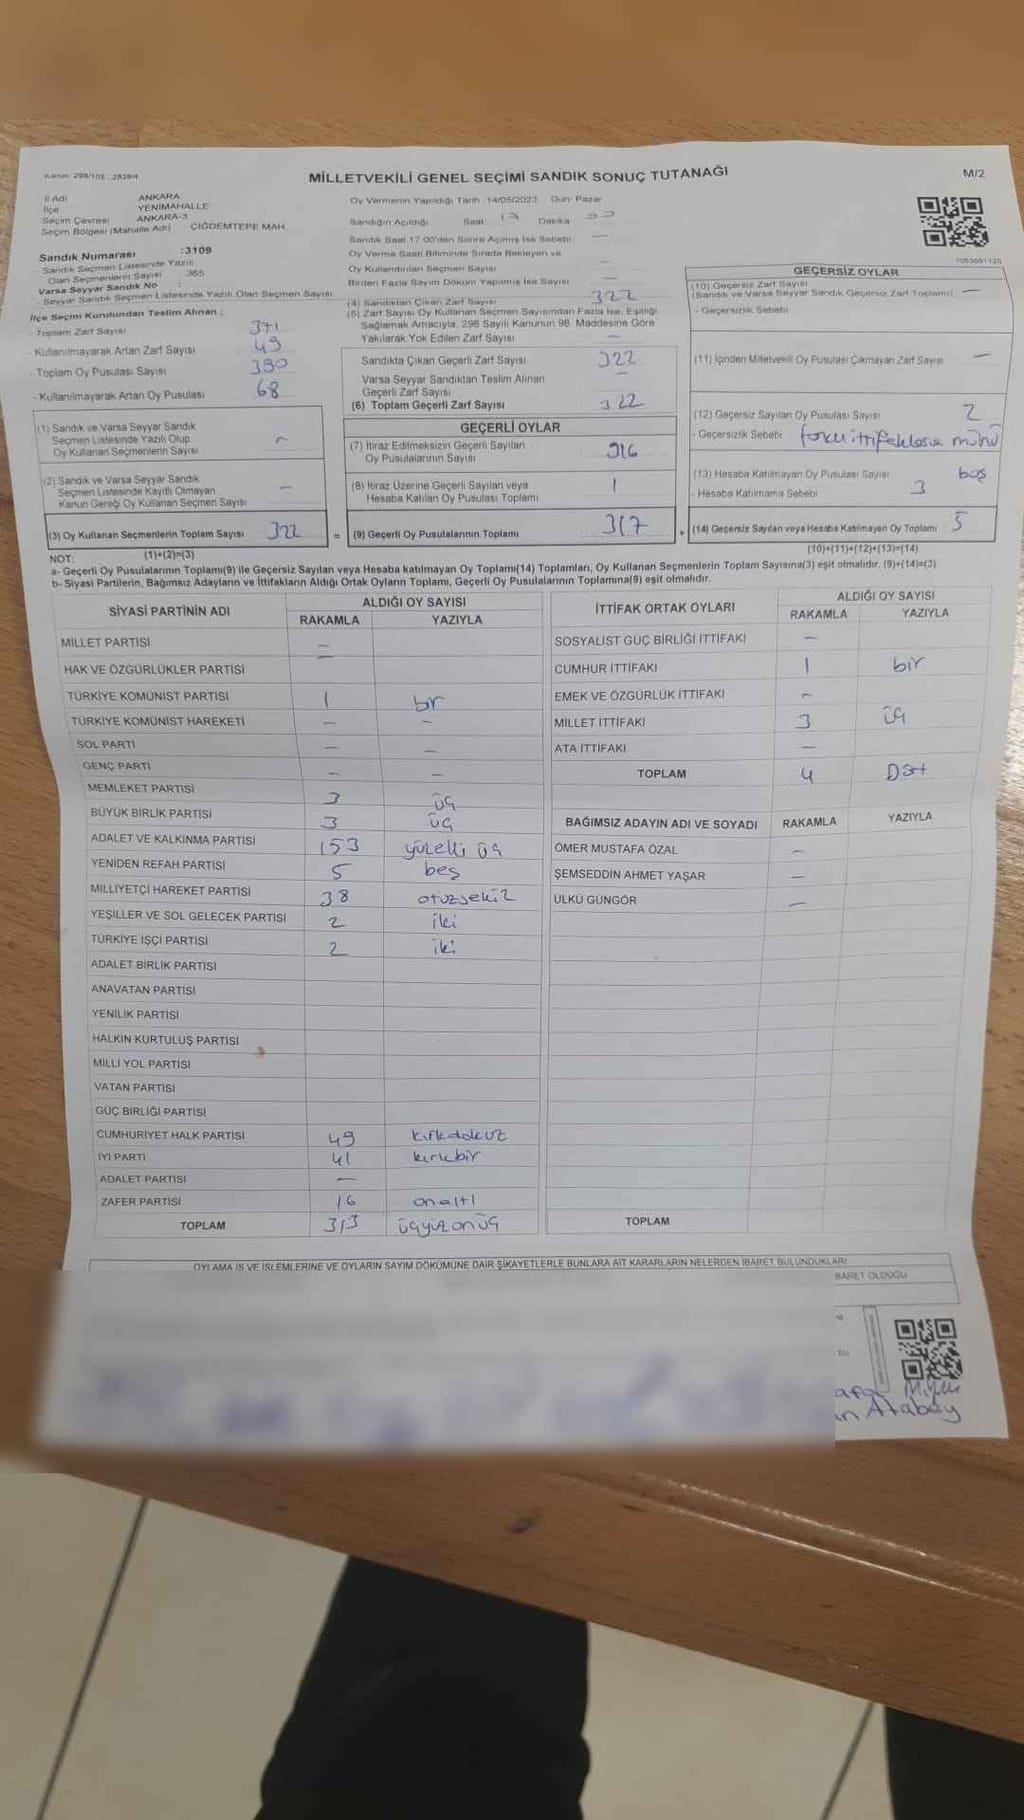 Kanun: 298/105 , 2839/4
MİLLETVEKİLİ GENEL SEÇİMİ SANDIK SONUÇ TUTANAĞI
M/2
İl Adı ANKARA
İlçe YENİMAHALLE
Seçim Çevresi ANKARA-3
Seçim Bölgesi (Mahalle Adı) ÇİĞDEMTEPE MAH.
Sandık Numarası :3109
- Sandık Seçmen Listesinde Yazılı
Olan Seçmenlerin Sayısı : 365
Varsa Seyyar Sandık No :
- Seyyar Sandık Seçmen Listesinde Yazılı Olan Seçmen Sayısı:
İlçe Seçim Kurulundan Teslim Alınan ;
- Toplam Zarf Sayısı 371
- Kullanılmayarak Artan Zarf Sayısı 49
- Toplam Oy Pusulası Sayısı 390
- Kullanılmayarak Artan Oy Pusulası 68
(1) Sandık ve Varsa Seyyar Sandık
Seçmen Listesinde Yazılı Olup
Oy Kullanan Seçmenlerin Sayısı ~
(2) Sandık ve Varsa Seyyar Sandık
Seçmen Listesinde Kayıtlı Olmayan
Kanun Gereği Oy Kullanan Seçmen Sayısı —
(3) Oy Kullanan Seçmenlerin Toplam Sayısı 322
Oy Vermenin Yapıldığı Tarih :14/05/2023 Gün: Pazar
Sandığın Açıldığı Saat: 17 Dakika
Sandık Saat 17.00'den Sonra Açılmış İse Sebebi —
Oy Verme Saati Bitiminde Sırada Bekleyen ve
Oy Kullandırılan Seçmen Sayısı —
Birden Fazla Sayım Döküm Yapılmış İse Sayısı —
(4) Sandıktan Çıkan Zarf Sayısı 322
(5) Zarf Sayısı Oy Kullanan Seçmen Sayısından Fazla İse, Eşitliği
Sağlamak Amacıyla, 298 Sayılı Kanunun 98. Maddesine Göre
Yakılarak Yok Edilen Zarf Sayısı —
Sandıkta Çıkan Geçerli Zarf Sayısı 322
Varsa Seyyar Sandıktan Teslim Alınan
Geçerli Zarf Sayısı —
(6) Toplam Geçerli Zarf Sayısı 322
GEÇERLİ OYLAR
(7) İtiraz Edilmeksizin Geçerli Sayılan
Oy Pusulalarının Sayısı 316
(8) İtiraz Üzerine Geçerli Sayılan veya
Hesaba Katılan Oy Pusulası Toplamı 1
= (9) Geçerli Oy Pusulalarının Toplamı 317
1083691120
GEÇERSİZ OYLAR
(10) Geçersiz Zarf Sayısı
(Sandık ve Varsa Seyyar Sandık Geçersiz Zarf Toplamı) —
- Geçersizlik Sebebi
(11) İçinden Milletvekili Oy Pusulası Çıkmayan Zarf Sayısı —
(12) Geçersiz Sayılan Oy Pusulası Sayısı 2
- Geçersizlik Sebebi
(13) Hesaba Katılmayan Oy Pusulası Sayısı 3 boş
- Hesaba Katılmama Sebebi
+ (14) Geçersiz Sayılan veya Hesaba Katılmayan Oy Toplamı 5
NOT: (1)+(2)=(3)
(10)+(11)+(12)+(13)=(14)
a- Geçerli Oy Pusulalarının Toplamı(9) ile Geçersiz Sayılan veya Hesaba katılmayan Oy Toplamı(14) Toplamları, Oy Kullanan Seçmenlerin Toplam Sayısına(3) eşit olmalıdır. (9)+(14)=(3)
b- Siyasi Partilerin, Bağımsız Adayların ve İttifakların Aldığı Ortak Oyların Toplamı, Geçerli Oy Pusulalarının Toplamına(9) eşit olmalıdır.
SİYASİ PARTİNİN ADI ALDIĞI OY SAYISI
RAKAMLA YAZIYLA
MİLLET PARTİSİ —
HAK VE ÖZGÜRLÜKLER PARTİSİ
TÜRKİYE KOMÜNİST PARTİSİ 1 bir
TÜRKİYE KOMÜNİST HAREKETİ — —
SOL PARTİ — —
GENÇ PARTİ — —
MEMLEKET PARTİSİ 3 üç
BÜYÜK BİRLİK PARTİSİ 3 üç
ADALET VE KALKINMA PARTİSİ 153 yüzelli üç
YENİDEN REFAH PARTİSİ 5 beş
MİLLİYETÇİ HAREKET PARTİSİ 38 otuzsekiz
YEŞİLLER VE SOL GELECEK PARTİSİ 2 iki
TÜRKİYE İŞÇİ PARTİSİ 2 iki
ADALET BİRLİK PARTİSİ
ANAVATAN PARTİSİ
YENİLİK PARTİSİ
HALKIN KURTULUŞ PARTİSİ
MİLLİ YOL PARTİSİ
VATAN PARTİSİ
GÜÇ BİRLİĞİ PARTİSİ
CUMHURİYET HALK PARTİSİ 49 kırkdokuz
İYİ PARTİ 41 kırkbir
ADALET PARTİSİ —
ZAFER PARTİSİ 16 onaltı
TOPLAM 313 üçyüzonüç
İTTİFAK ORTAK OYLARI ALDIĞI OY SAYISI
RAKAMLA YAZIYLA
SOSYALİST GÜÇ BİRLİĞİ İTTİFAKI —
CUMHUR İTTİFAKI 1 bir
EMEK VE ÖZGÜRLÜK İTTİFAKI ~
MİLLET İTTİFAKI 3 üç
ATA İTTİFAKI —
TOPLAM 4 Dört
BAĞIMSIZ ADAYIN ADI VE SOYADI RAKAMLA YAZIYLA
ÖMER MUSTAFA ÖZAL —
ŞEMSEDDİN AHMET YAŞAR —
ÜLKÜ GÜNGÖR —
TOPLAM
OYLAMA İŞ VE İŞLEMLERİNE VE OYLARIN SAYIM DÖKÜMÜNE DAİR ŞİKAYETLERLE BUNLARA AİT KARARLARIN NELERDEN İBARET BULUNDUKLARI
BARET OLDUĞU
Atabay